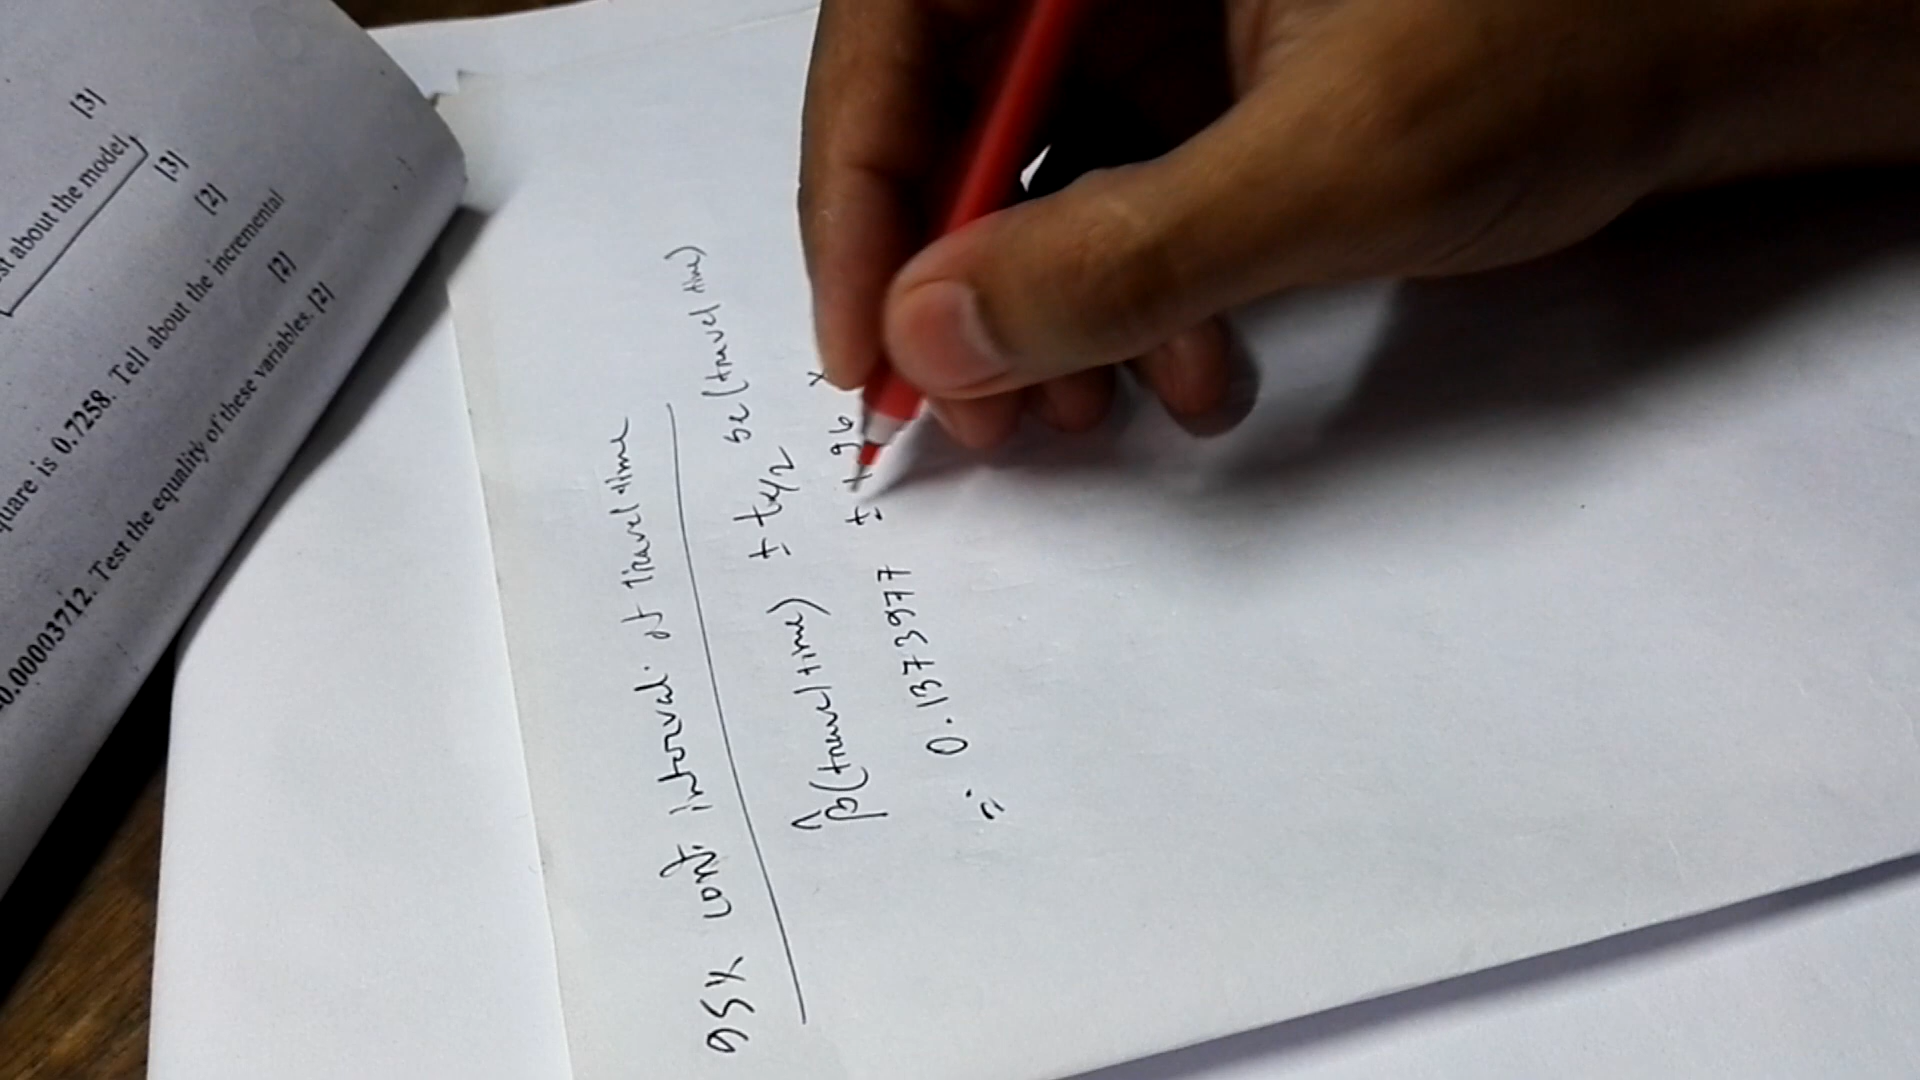 [3]
st about the model, [3]
[2]
quare is 0.7258. Tell about the incremental
[2]
0.00003712. Test the equality of these variables. [2]
95% conf. interval. of travel time
β̂(travel time) ± tα/2 se(travel time)
= 0.1373977 ± 1.96 ×